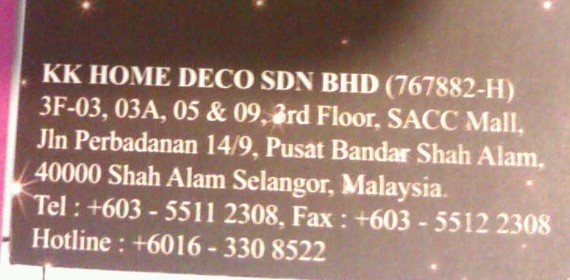 KK HOME DECO SDN BHD (767882-H)
3F-03, 03A, 05 & 09, 3rd Floor, SACC Mall,
Jln Perbadanan 14/9, Pusat Bandar Shah Alam,
40000 Shah Alam Selangor, Malaysia.
Tel : +603 - 5511 2308, Fax : +603 - 5512 2308
Hotline : +6016 - 330 8522